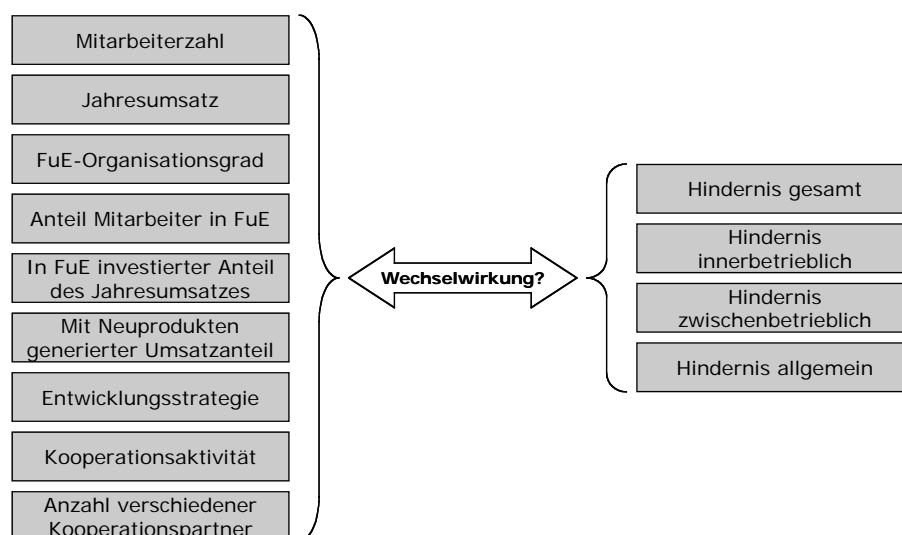 Mitarbeiterzahl
Jahresumsatz
FuE-Organisationsgrad
Anteil Mitarbeiter in FuE
In FuE investierter Anteil
des Jahresumsatzes
Mit Neuprodukten
generierter Umsatzanteil
Entwicklungsstrategie
Kooperationsaktivität
Anzahl verschiedener
Kooperationspartner
Wechselwirkung?
Hindernis gesamt
Hindernis
innerbetrieblich
Hindernis
zwischenbetrieblich
Hindernis allgemein